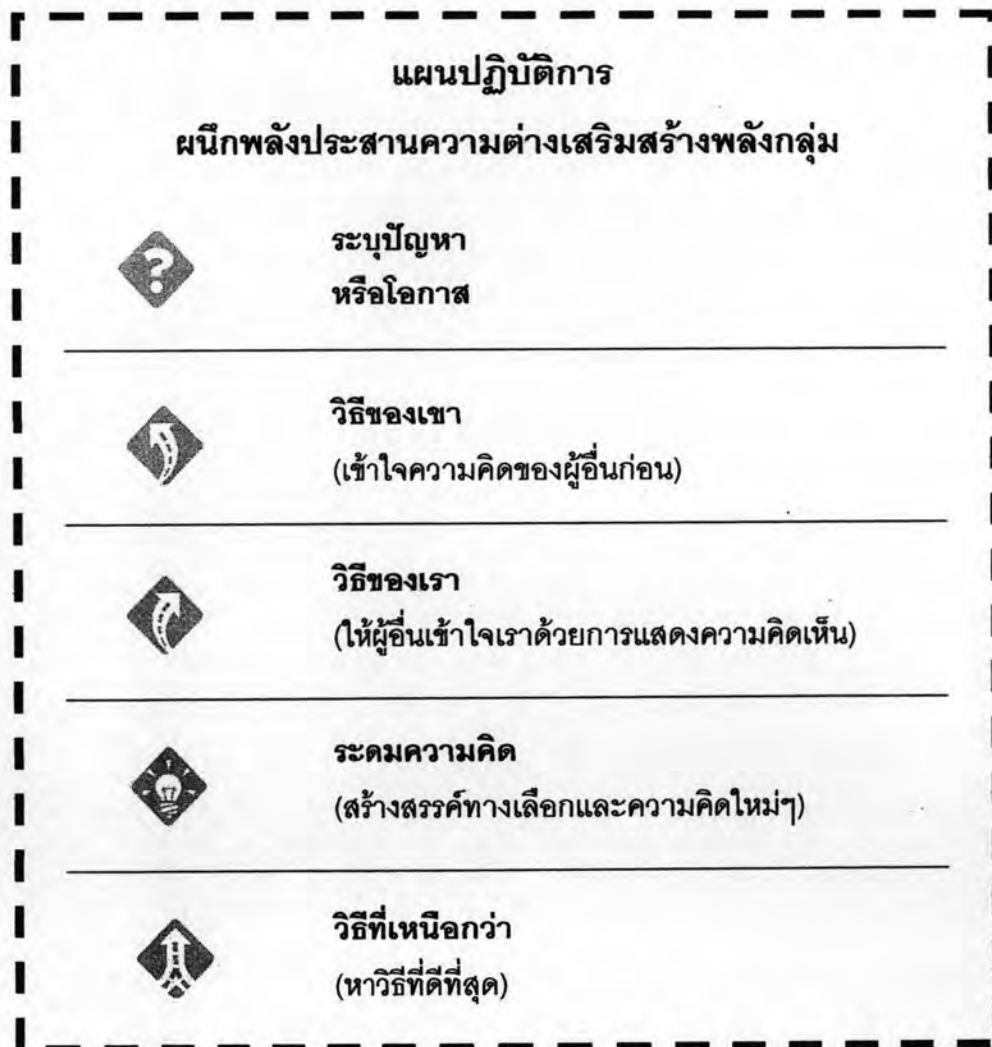 แผนปฏิบัติการ
ผนึกพลังประสานความต่างเสริมสร้างพลังกลุ่ม
?
ระบุปัญหา
หรือโอกาส
วิธีของเขา
(เข้าใจความคิดของผู้อื่นก่อน)
วิธีของเรา
(ให้ผู้อื่นเข้าใจเราด้วยการแสดงความคิดเห็น)
ระดมความคิด
(สร้างสรรค์ทางเลือกและความคิดใหม่ๆ)
วิธีที่เหนือกว่า
(หาวิธีที่ดีที่สุด)